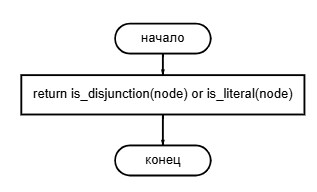 начало
return is_disjunction(node) or is_literal(node)
конец